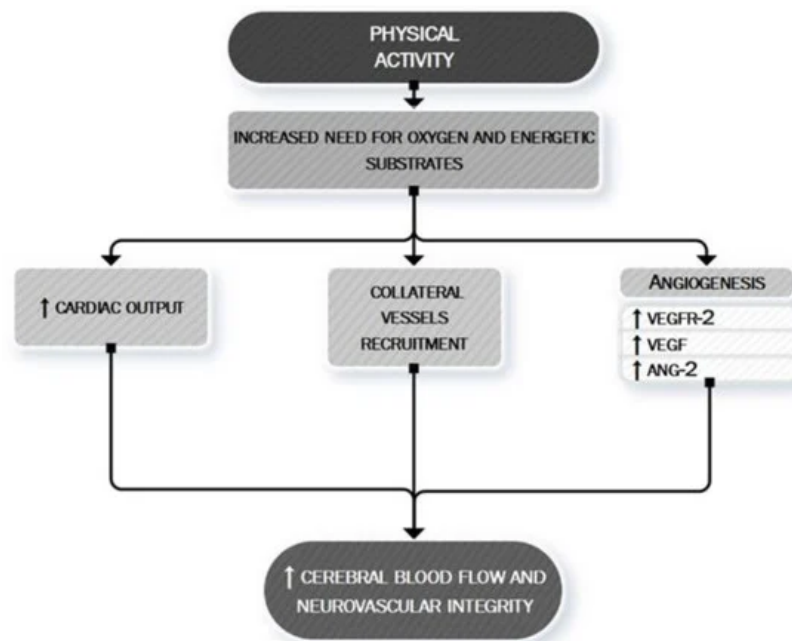 PHYSICAL
ACTIVITY
INCREASED NEED FOR OXYGEN AND ENERGETIC
SUBSTRATES
↑ CARDIAC OUTPUT
COLLATERAL
VESSELS
RECRUITMENT
ANGIOGENESIS
↑ VEGFR-2
↑ VEGF
↑ ANG-2
↑ CEREBRAL BLOOD FLOW AND
NEUROVASCULAR INTEGRITY